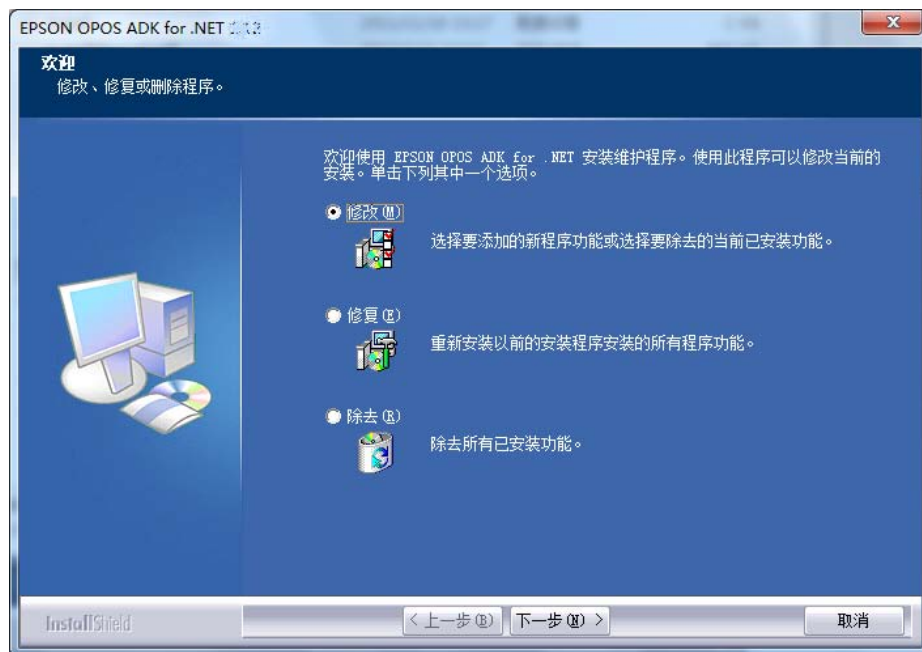 EPSON OPOS ADK for .NET
欢迎
修改、修复或删除程序。
欢迎使用 EPSON OPOS ADK for .NET 安装维护程序。使用此程序可以修改当前的
安装。单击下列其中一个选项。
修改(M)
选择要添加的新程序功能或选择要除去的当前已安装功能。
修复(E)
重新安装以前的安装程序安装的所有程序功能。
除去(R)
除去所有已安装功能。
InstallShield
<上一步(B)
下一步(N) >
取消